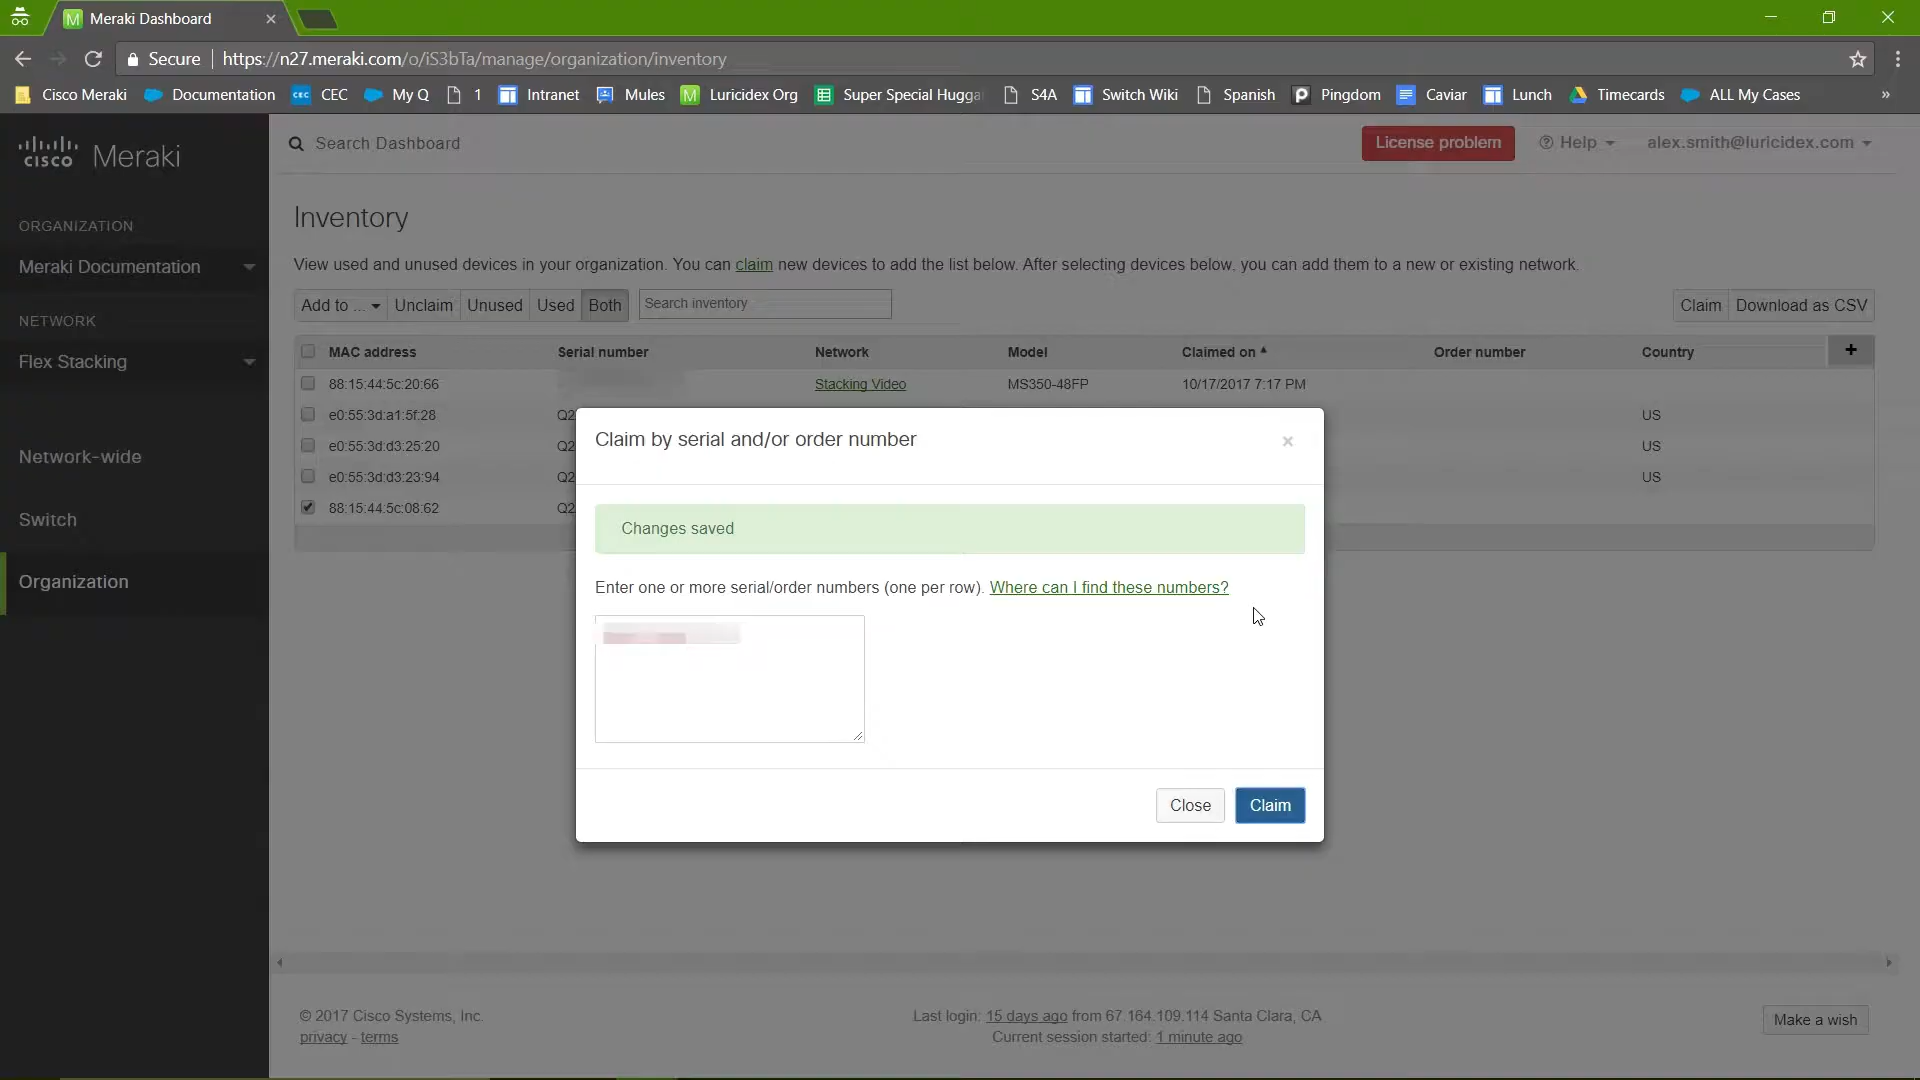 Meraki Dashboard
Secure https://n27.meraki.com/o/iS3bTa/manage/organization/inventory
Cisco Meraki Documentation CEC My Q 1 Intranet Mules Luricidex Org Super Special Hugga S4A Switch Wiki Spanish Pingdom Caviar Lunch Timecards ALL My Cases »
cisco Meraki
Search Dashboard
License problem
Help
alex.smith@luricidex.com
ORGANIZATION
Meraki Documentation
NETWORK
Flex Stacking
Network-wide
Switch
Organization
Inventory
View used and unused devices in your organization. You can claim new devices to add the list below. After selecting devices below, you can add them to a new or existing network.
Add to ... Unclaim Unused Used Both Search inventory Claim Download as CSV
MAC address Serial number Network Model Claimed on Order number Country +
88:15:44:5c:20:66 Stacking Video MS350-48FP 10/17/2017 7:17 PM
e0:55:3d:a1:5f:28 Q2 US
e0:55:3d:d3:25:20 Q2 US
e0:55:3d:d3:23:94 Q2 US
88:15:44:5c:08:62 Q2
Claim by serial and/or order number ×
Changes saved
Enter one or more serial/order numbers (one per row). Where can I find these numbers?
Close Claim
© 2017 Cisco Systems, Inc.
privacy - terms
Last login: 15 days ago from 67.164.109.114 Santa Clara, CA
Current session started: 1 minute ago
Make a wish